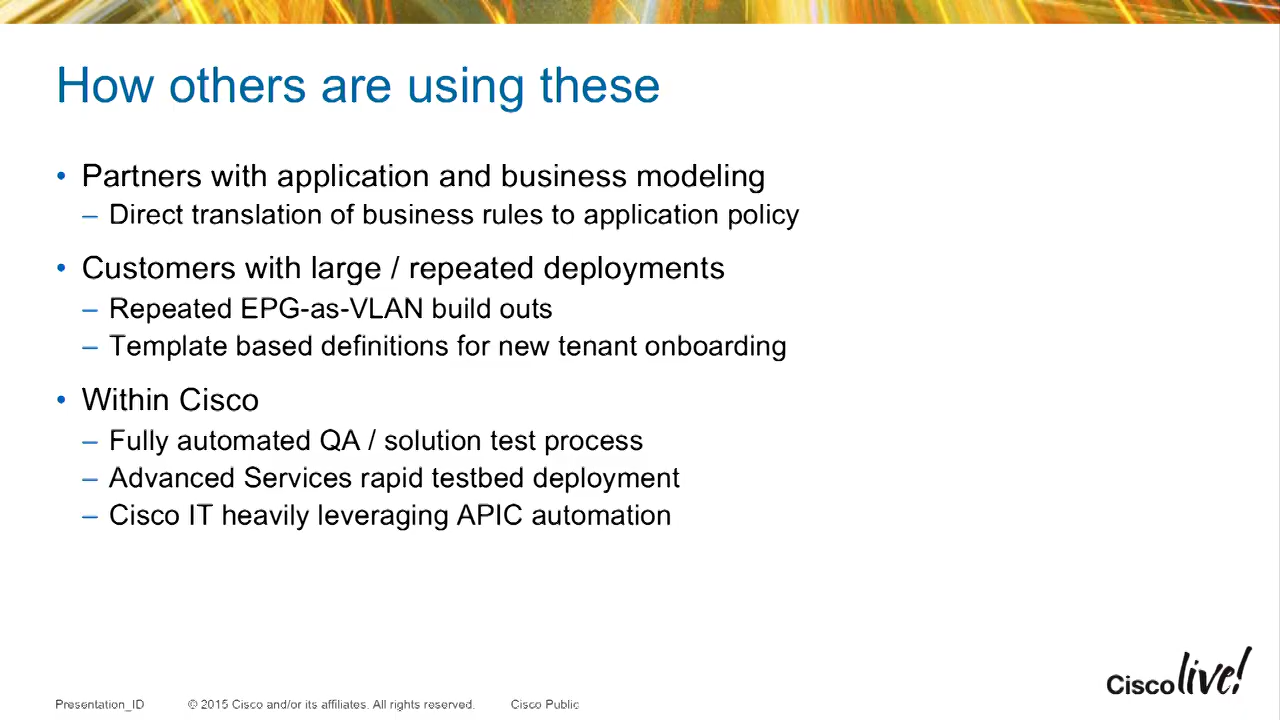 How others are using these
• Partners with application and business modeling
– Direct translation of business rules to application policy
• Customers with large / repeated deployments
– Repeated EPG-as-VLAN build outs
– Template based definitions for new tenant onboarding
• Within Cisco
– Fully automated QA / solution test process
– Advanced Services rapid testbed deployment
– Cisco IT heavily leveraging APIC automation
Presentation_ID © 2015 Cisco and/or its affiliates. All rights reserved. Cisco Public
Cisco live!